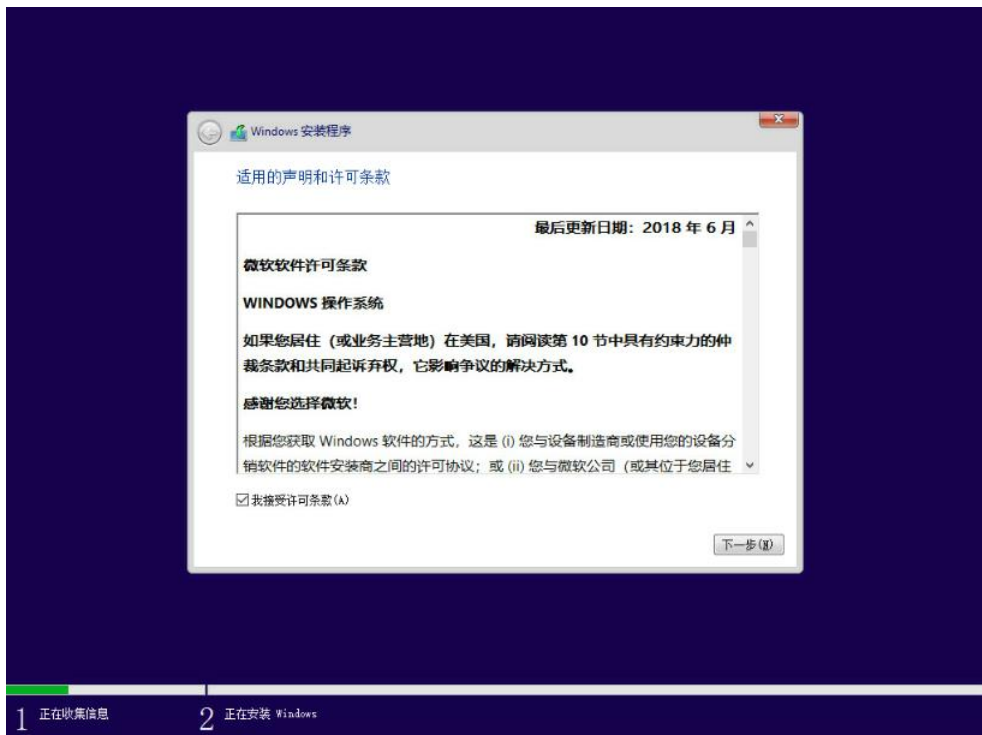 Windows 安装程序
适用的声明和许可条款
最后更新日期：2018 年 6 月
微软软件许可条款
WINDOWS 操作系统
如果您居住（或业务主营地）在美国，请阅读第 10 节中具有约束力的仲
裁条款和共同起诉弃权，它影响争议的解决方式。
感谢您选择微软！
根据您获取 Windows 软件的方式，这是 (i) 您与设备制造商或使用您的设备分
销软件的软件安装商之间的许可协议；或 (ii) 您与微软公司（或其位于您居住
我接受许可条款(A)
下一步(N)
1 正在收集信息
2 正在安装 Windows